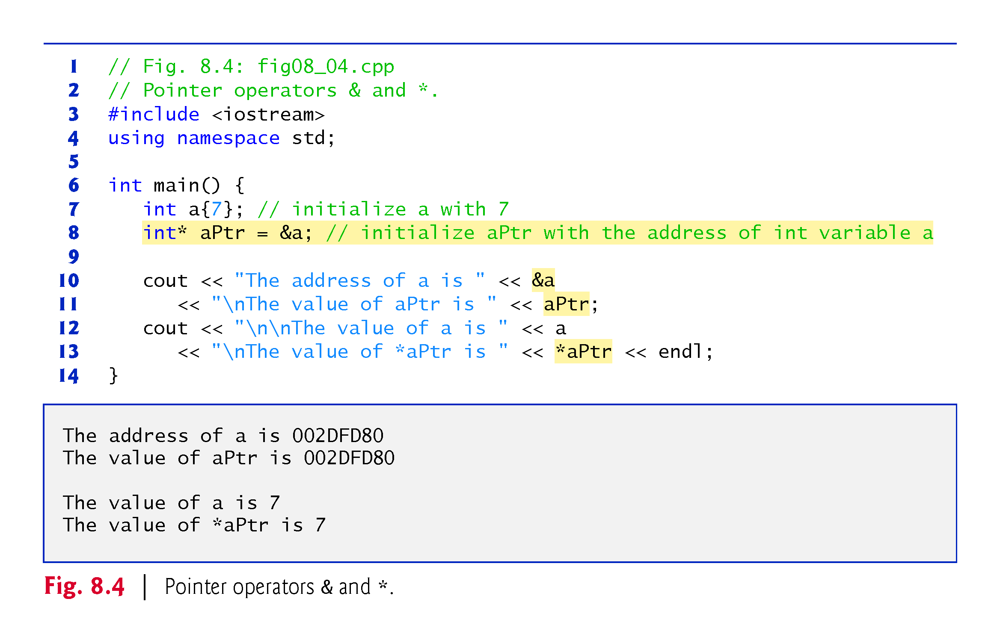 1 // Fig. 8.4: fig08_04.cpp
2 // Pointer operators & and *.
3 #include <iostream>
4 using namespace std;
5
6 int main() {
7    int a{7}; // initialize a with 7
8    int* aPtr = &a; // initialize aPtr with the address of int variable a
9
10    cout << "The address of a is " << &a
11       << "\nThe value of aPtr is " << aPtr;
12    cout << "\n\nThe value of a is " << a
13       << "\nThe value of *aPtr is " << *aPtr << endl;
14 }
The address of a is 002DFD80
The value of aPtr is 002DFD80
The value of a is 7
The value of *aPtr is 7
Fig. 8.4 | Pointer operators & and *.